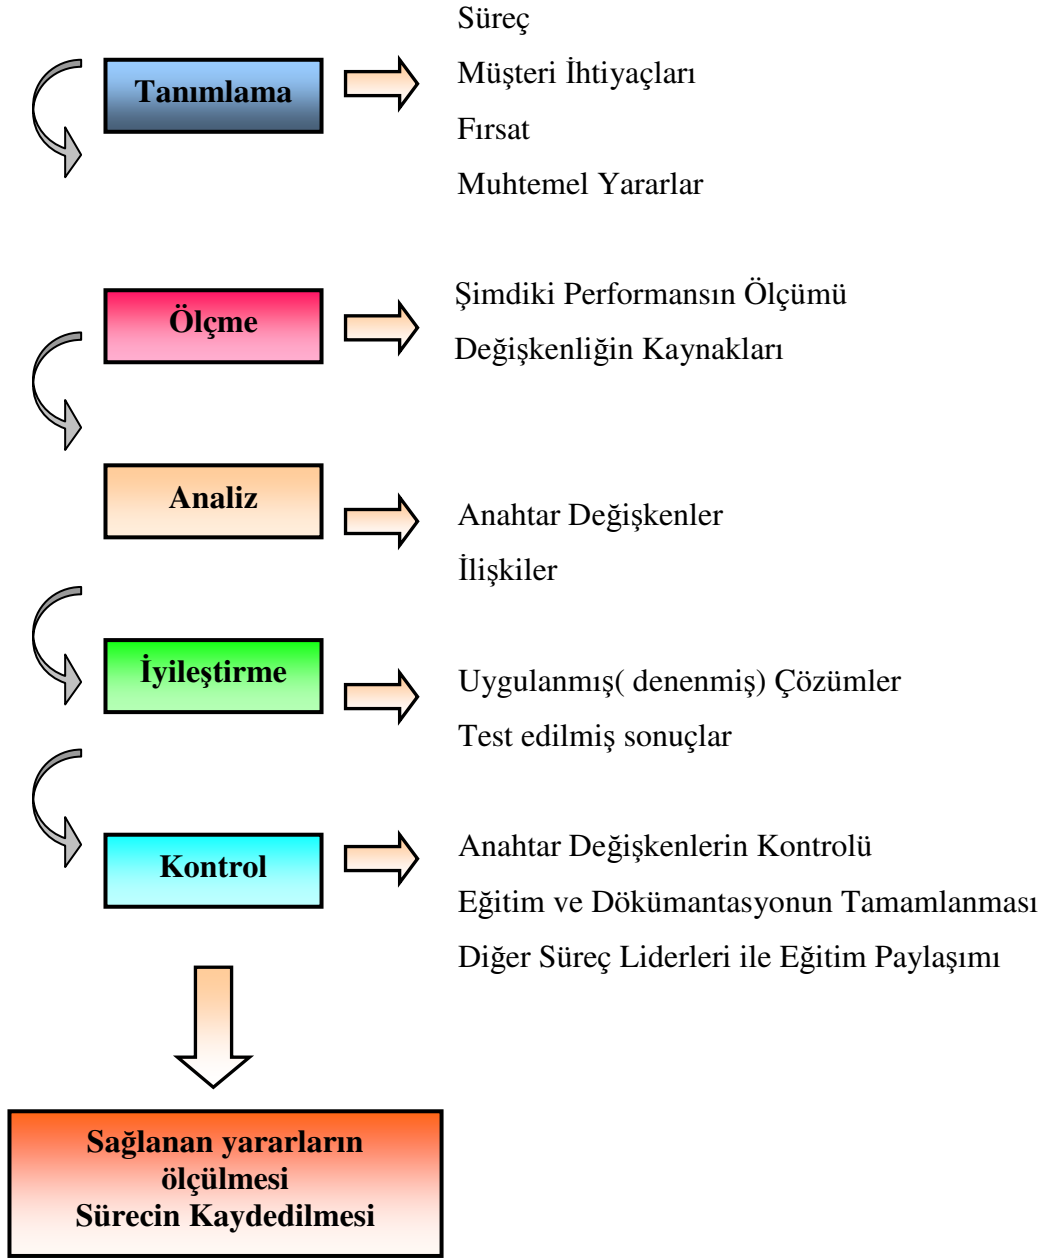 Süreç
Tanımlama
Müşteri İhtiyaçları
Fırsat
Muhtemel Yararlar
Ölçme
Şimdiki Performansın Ölçümü
Değişkenliğin Kaynakları
Analiz
Anahtar Değişkenler
İlişkiler
İyileştirme
Uygulanmış( denenmiş) Çözümler
Test edilmiş sonuçlar
Kontrol
Anahtar Değişkenlerin Kontrolü
Eğitim ve Dökümantasyonun Tamamlanması
Diğer Süreç Liderleri ile Eğitim Paylaşımı
Sağlanan yararların
ölçülmesi
Sürecin Kaydedilmesi